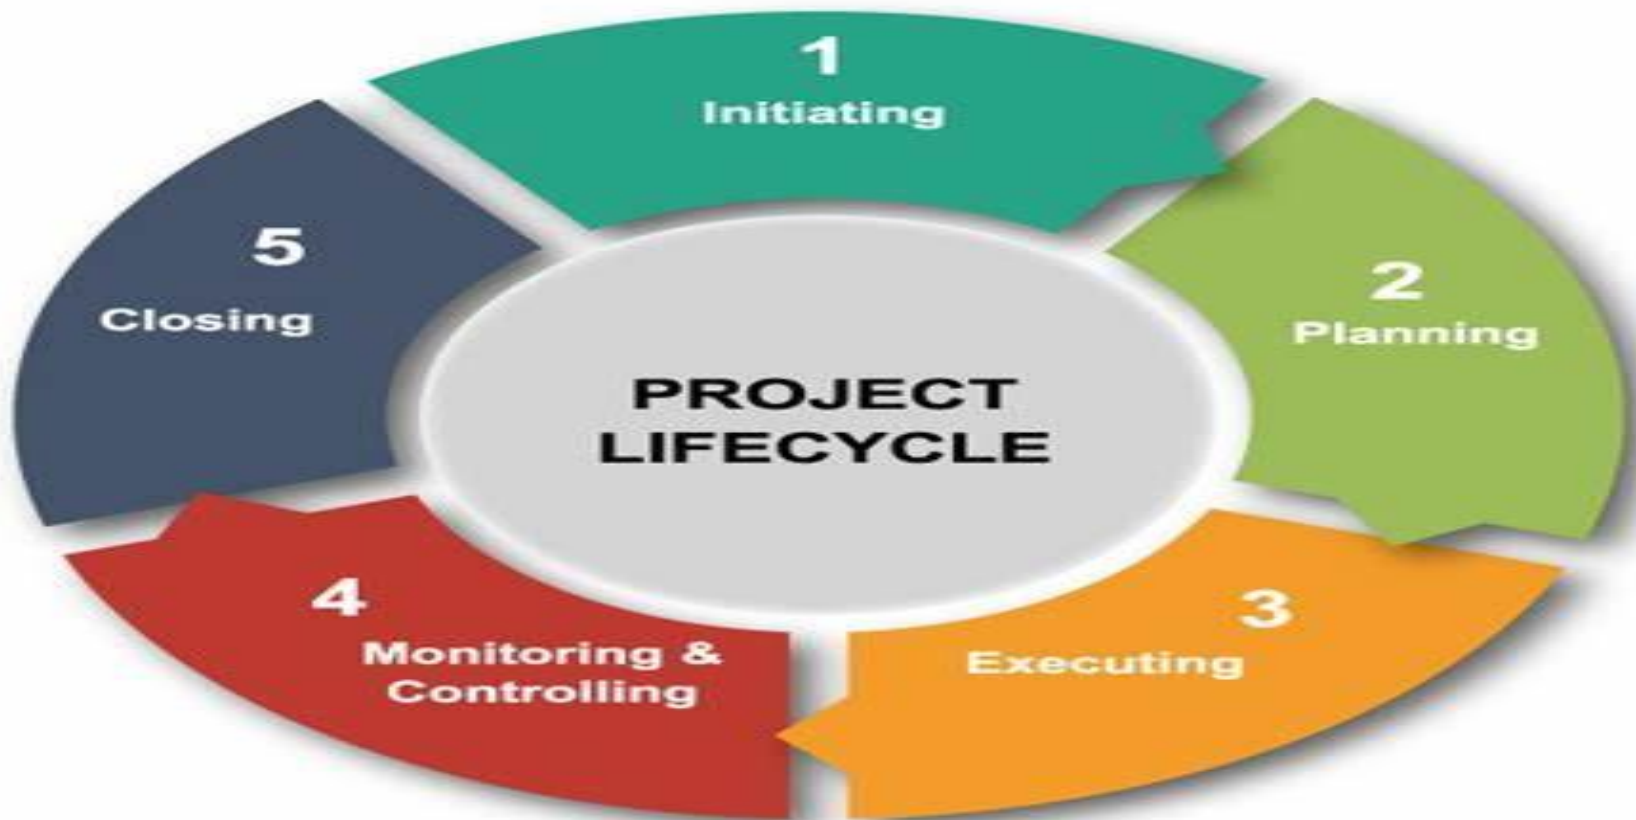 1
Initiating
2
Planning
3
Executing
4
Monitoring &
Controlling
5
Closing
PROJECT
LIFECYCLE